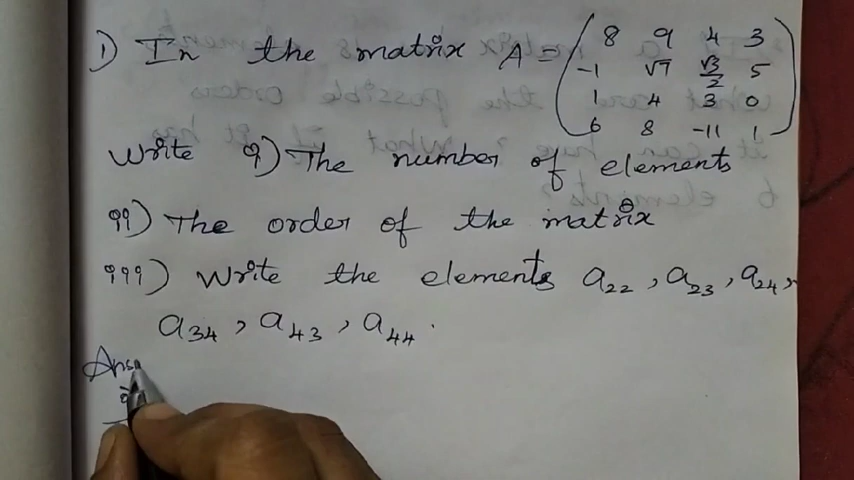 1) In the matrix A = ( 8 9 4 3
-1 √7 √3/2 5
1 4 3 0
6 8 -11 1 )
Write i) The number of elements
ii) The order of the matrix
iii) Write the elements a22, a23, a24,
a34, a43, a44.
Ans